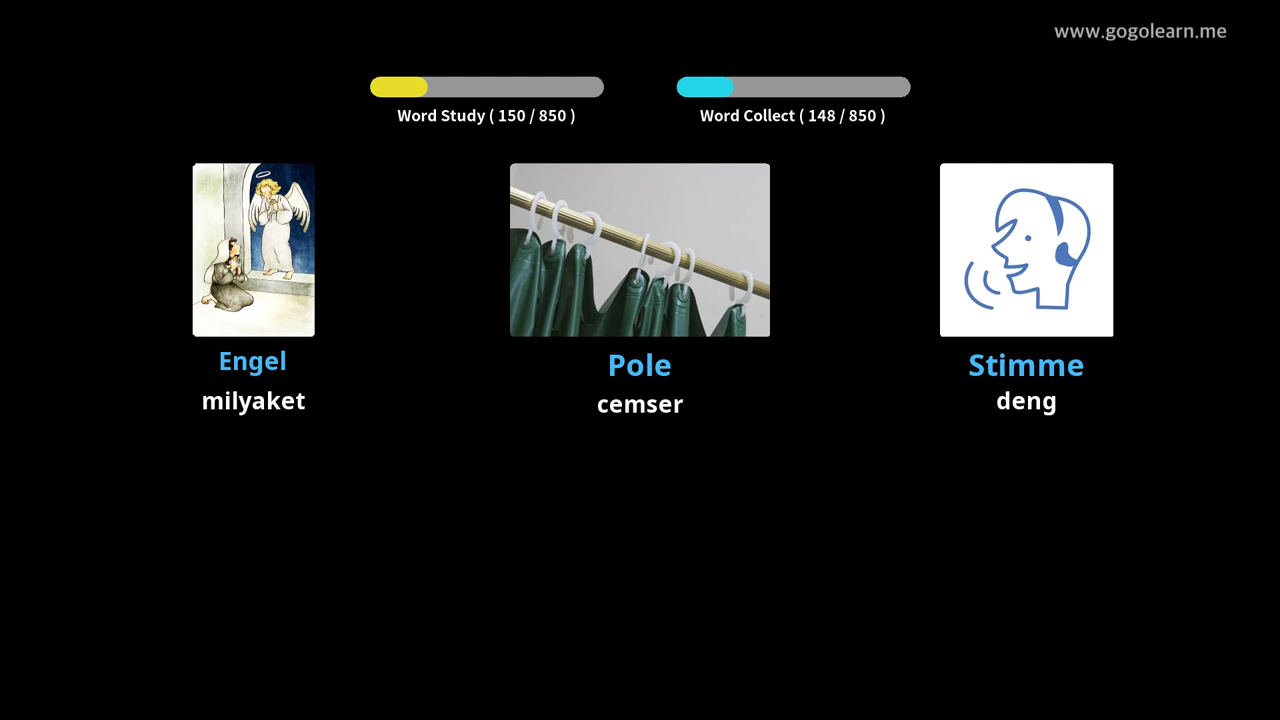 www.gogolearn.me
Word Study ( 150 / 850 )
Word Collect ( 148 / 850 )
Engel
milyaket
Pole
cemser
Stimme
deng